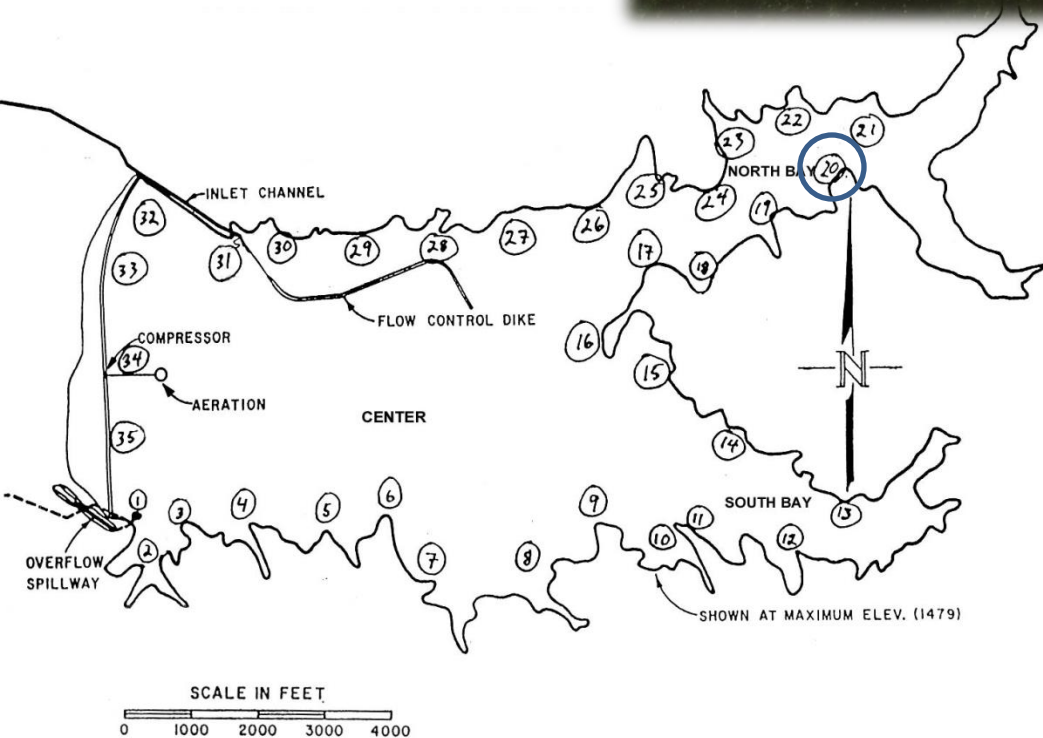 22
21
23
NORTH BAY
20
25
24
19
INLET CHANNEL
32
26
30
29
28
27
31
17
18
33
FLOW CONTROL DIKE
COMPRESSOR
16
34
15
N
AERATION
CENTER
35
14
1
3
4
5
6
9
11
SOUTH BAY
13
2
7
8
10
12
OVERFLOW
SPILLWAY
SHOWN AT MAXIMUM ELEV. (1479)
SCALE IN FEET
0 1000 2000 3000 4000